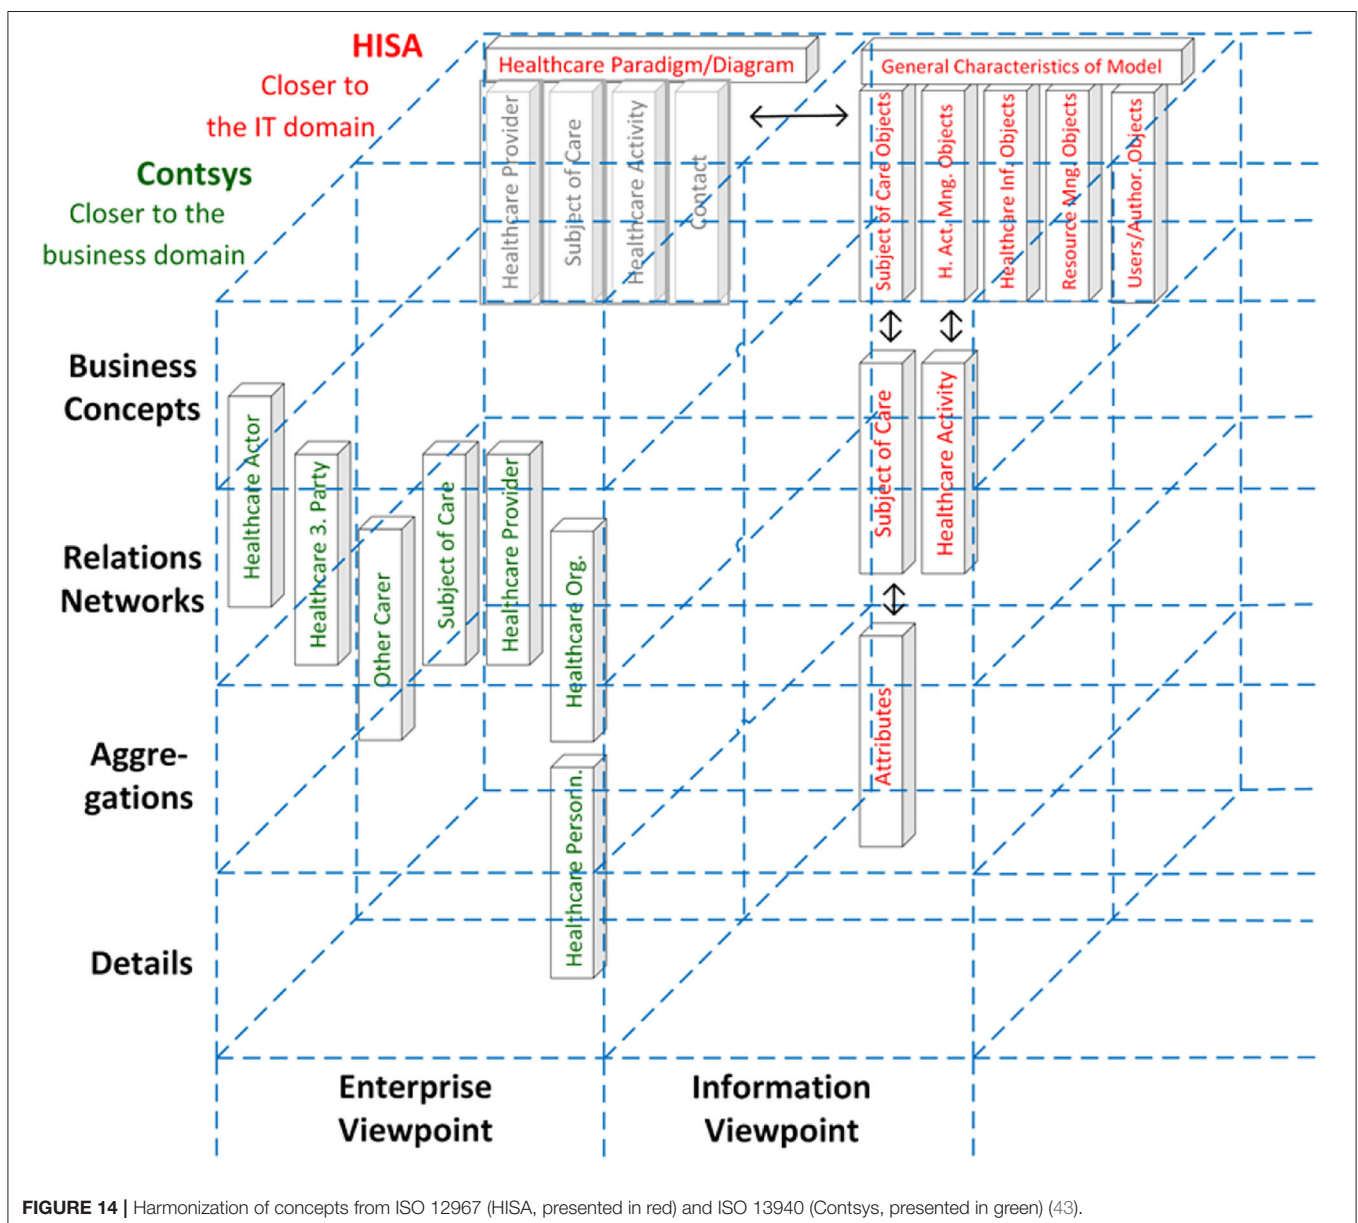 HISA
Closer to
the IT domain
Contsys
Closer to the
business domain
Healthcare Paradigm/Diagram
Healthcare Provider
Subject of Care
Healthcare Activity
Contact
General Characteristics of Model
Subject of Care Objects
H. Act. Mng. Objects
Healthcare Inf. Objects
Resource Mng. Objects
Users/Author. Objects
Business
Concepts
Healthcare Actor
Healthcare 3. Party
Other Carer
Subject of Care
Healthcare Provider
Healthcare Org.
Healthcare Personn.
Subject of Care
Healthcare Activity
Attributes
Relations
Networks
Aggre-
gations
Details
Enterprise
Viewpoint
Information
Viewpoint
FIGURE 14 | Harmonization of concepts from ISO 12967 (HISA, presented in red) and ISO 13940 (Contsys, presented in green) (43).